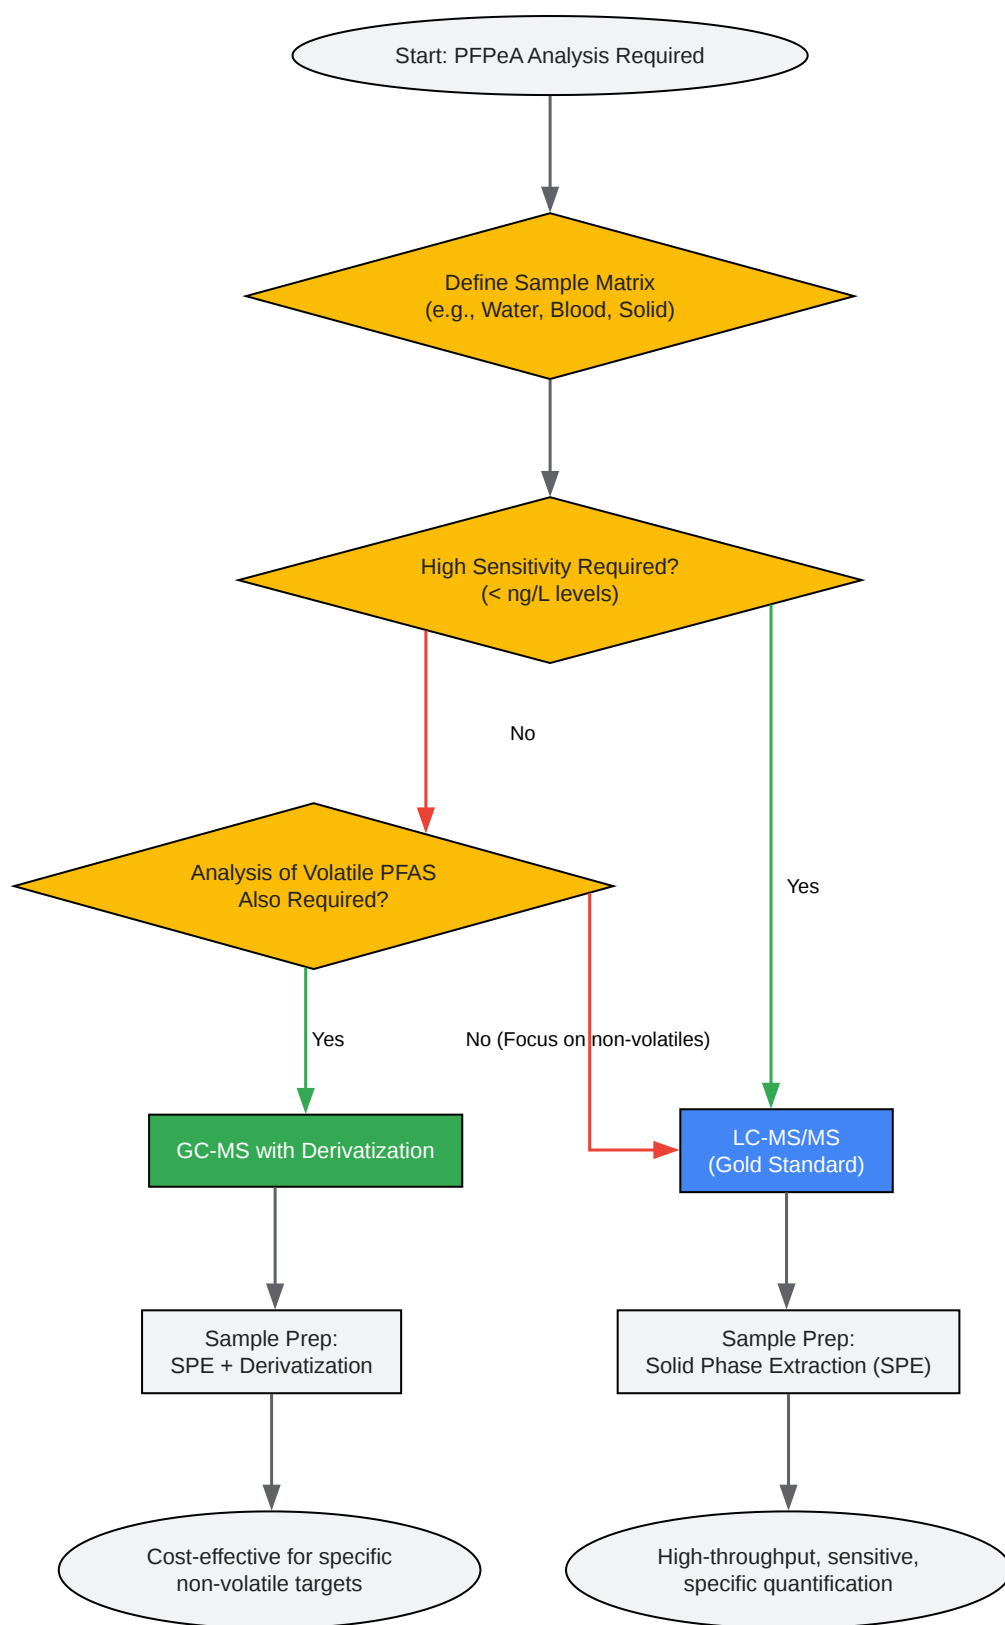 Start: PFPeA Analysis Required
Define Sample Matrix
(e.g., Water, Blood, Solid)
High Sensitivity Required?
(< ng/L levels)
No
Analysis of Volatile PFAS
Also Required?
Yes
Yes
No (Focus on non-volatiles)
GC-MS with Derivatization
LC-MS/MS
(Gold Standard)
Sample Prep:
SPE + Derivatization
Sample Prep:
Solid Phase Extraction (SPE)
Cost-effective for specific
non-volatile targets
High-throughput, sensitive,
specific quantification